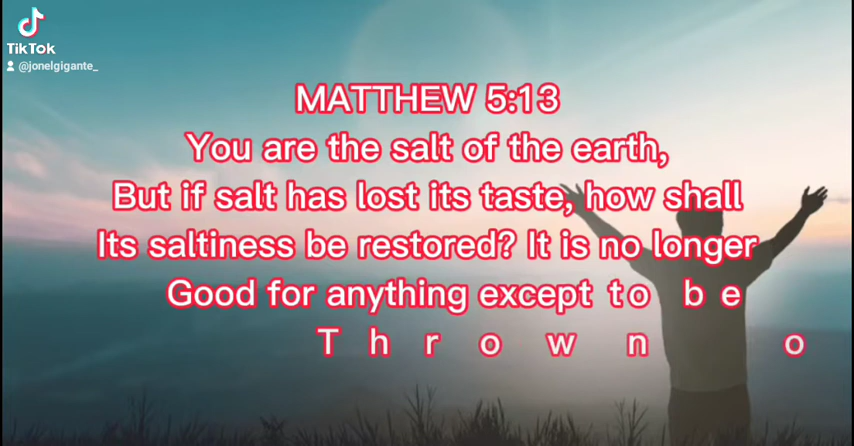 TikTok
@jonelgigante_
MATTHEW 5:13
You are the salt of the earth,
But if salt has lost its taste, how shall
Its saltiness be restored? It is no longer
Good for anything except to be
Thrown o